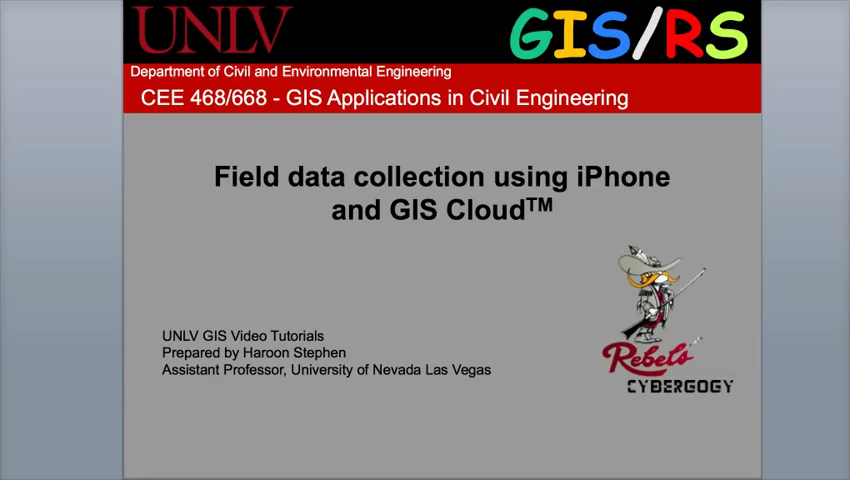 UNLV
GIS/RS
Department of Civil and Environmental Engineering
CEE 468/668 - GIS Applications in Civil Engineering
Field data collection using iPhone
and GIS Cloud™
UNLV GIS Video Tutorials
Prepared by Haroon Stephen
Assistant Professor, University of Nevada Las Vegas
Rebels
CYBERGOGY